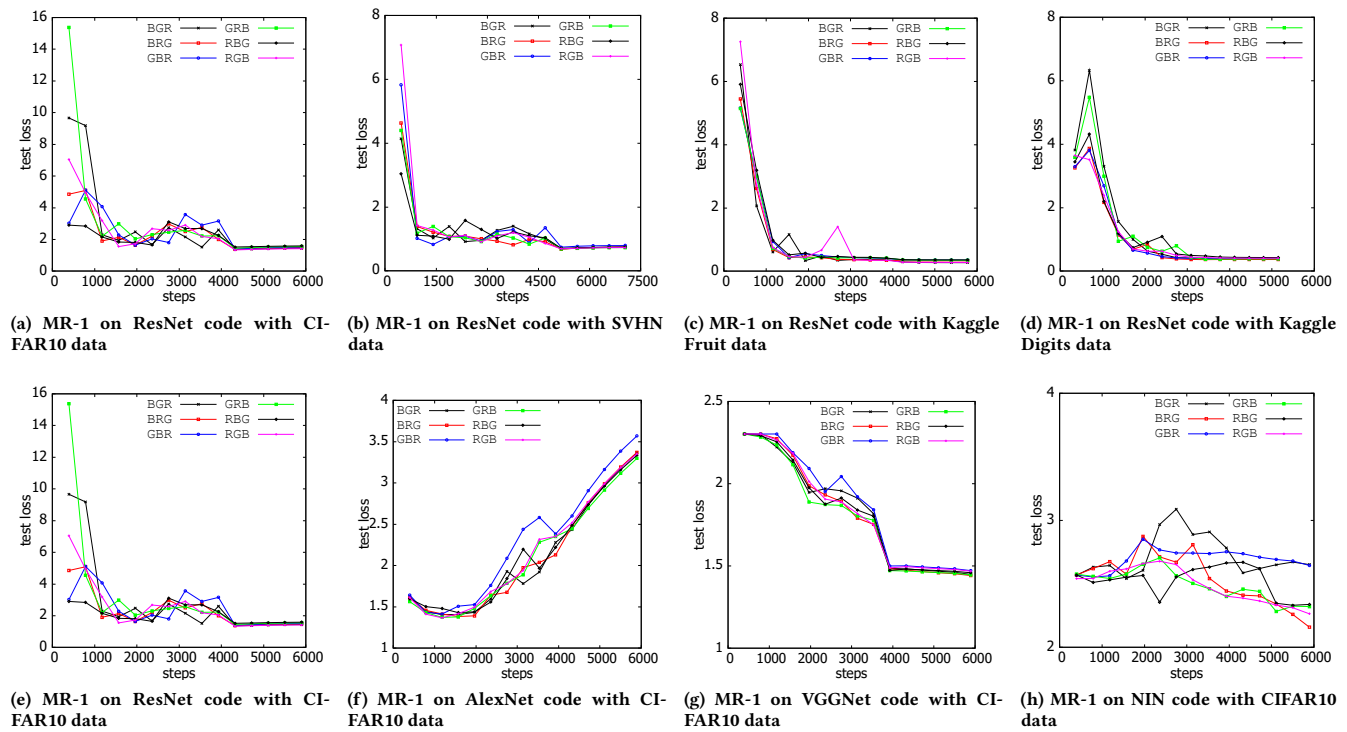 16
14
12
10
8
6
4
2
0
test loss
BGR GRB
BRG RBG
GBR RGB
0 1000 2000 3000 4000 5000 6000
steps
(a) MR-1 on ResNet code with CI-
FAR10 data
8
6
4
2
0
test loss
BGR GRB
BRG RBG
GBR RGB
0 1500 3000 4500 6000 7500
steps
(b) MR-1 on ResNet code with SVHN
data
8
6
4
2
0
test loss
BGR GRB
BRG RBG
GBR RGB
0 1000 2000 3000 4000 5000 6000
steps
(c) MR-1 on ResNet code with Kaggle
Fruit data
8
6
4
2
0
test loss
BGR GRB
BRG RBG
GBR RGB
0 1000 2000 3000 4000 5000 6000
steps
(d) MR-1 on ResNet code with Kaggle
Digits data
16
14
12
10
8
6
4
2
0
test loss
BGR GRB
BRG RBG
GBR RGB
0 1000 2000 3000 4000 5000 6000
steps
(e) MR-1 on ResNet code with CI-
FAR10 data
4
3.5
3
2.5
2
1.5
1
test loss
BGR GRB
BRG RBG
GBR RGB
0 1000 2000 3000 4000 5000 6000
steps
(f) MR-1 on AlexNet code with CI-
FAR10 data
2.5
2
1.5
1
test loss
BGR GRB
BRG RBG
GBR RGB
0 1000 2000 3000 4000 5000 6000
steps
(g) MR-1 on VGGNet code with CI-
FAR10 data
4
3
2
test loss
BGR GRB
BRG RBG
GBR RGB
0 1000 2000 3000 4000 5000 6000
steps
(h) MR-1 on NIN code with CIFAR10
data